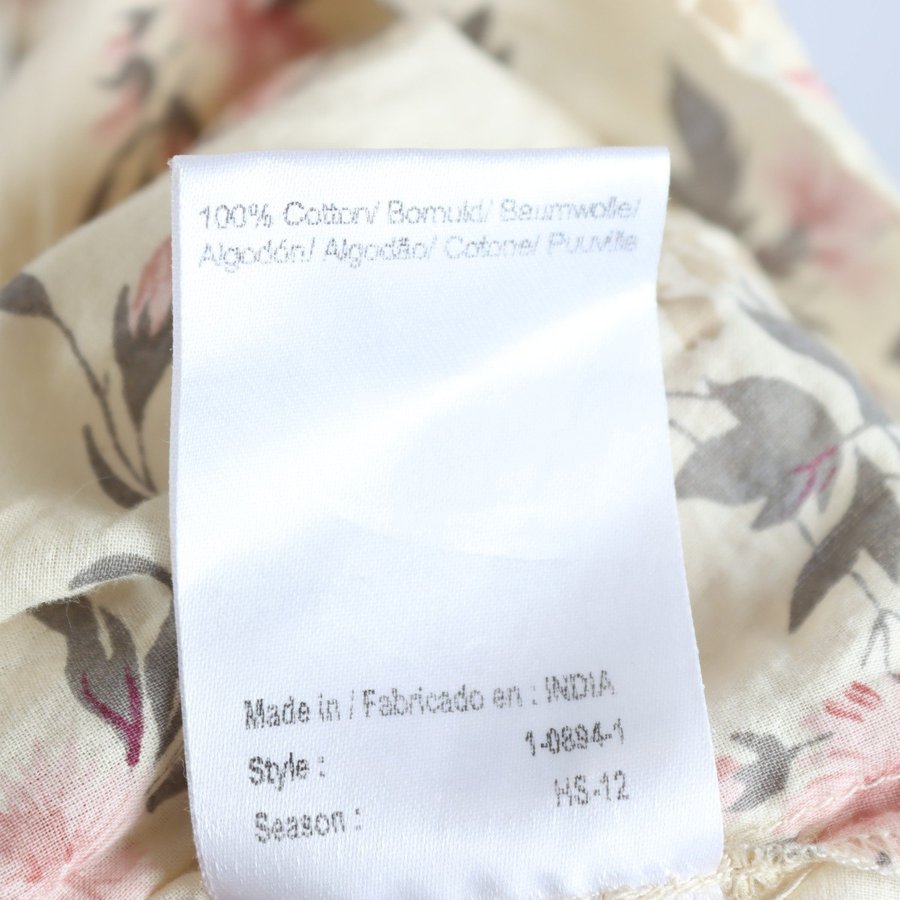 100% Cotton/ Bomuld/ Baumwolle/
Algodón/ Algodão/ Cotone/ Puuville
Made in / Fabricado en : INDIA
Style : 1-0894-1
Season : HS-12